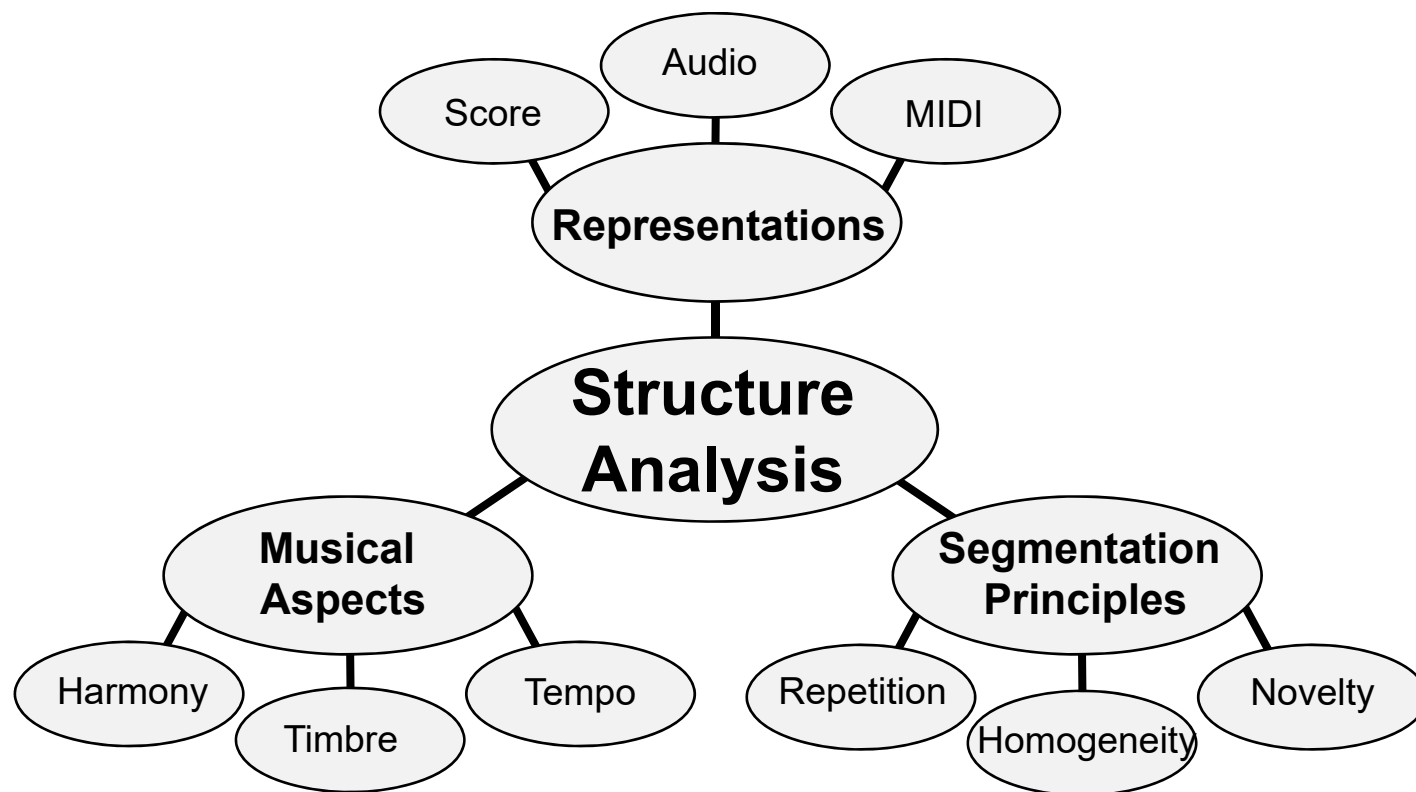 Audio
Score
MIDI
Representations
Structure
Analysis
Musical
Aspects
Segmentation
Principles
Harmony
Timbre
Tempo
Repetition
Homogeneity
Novelty